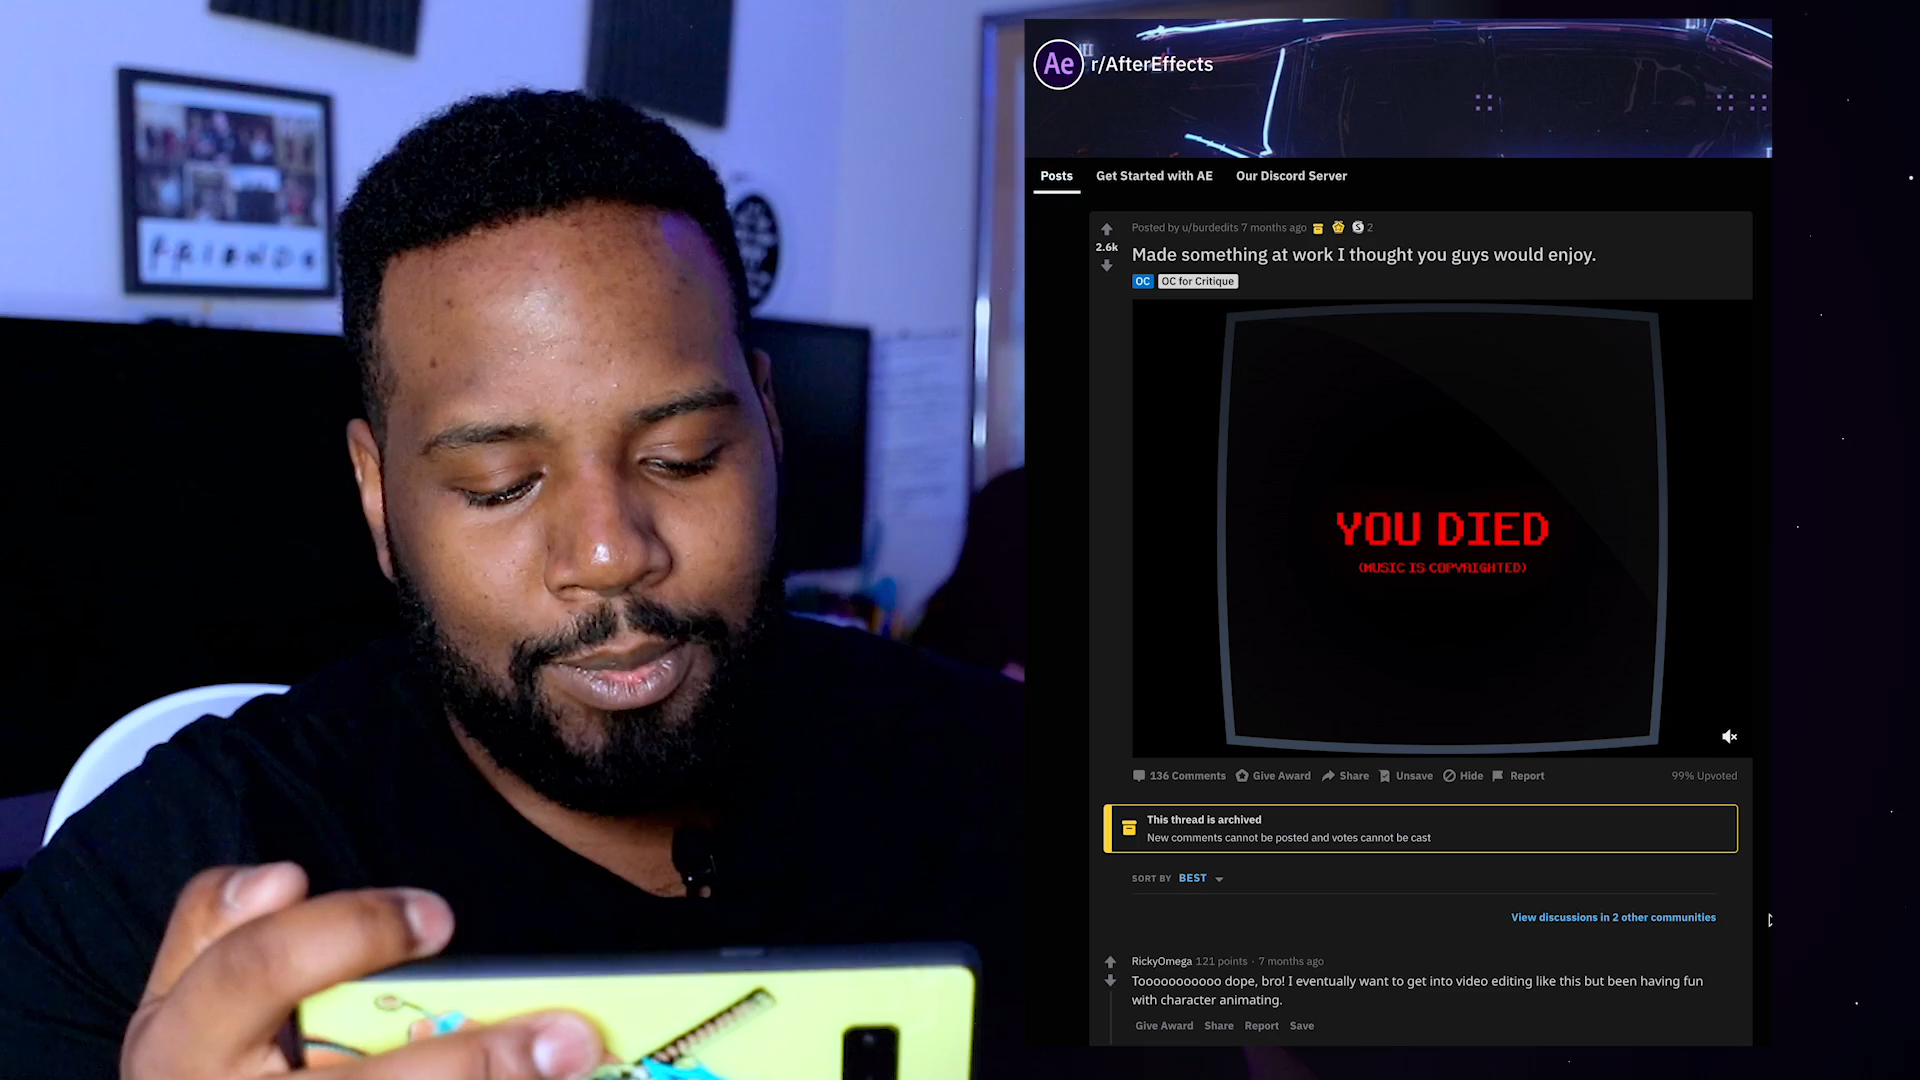 FRIENDS
Ae r/AfterEffects
Posts Get Started with AE Our Discord Server
Posted by u/burdedits 7 months ago 2
2.6k
Made something at work I thought you guys would enjoy.
OC OC for Critique
YOU DIED
(MUSIC IS COPYRIGHTED)
136 Comments Give Award Share Unsave Hide Report 99% Upvoted
This thread is archived
New comments cannot be posted and votes cannot be cast
SORT BY BEST
View discussions in 2 other communities
RickyOmega 121 points · 7 months ago
Tooooooooooo dope, bro! I eventually want to get into video editing like this but been having fun
with character animating.
Give Award Share Report Save